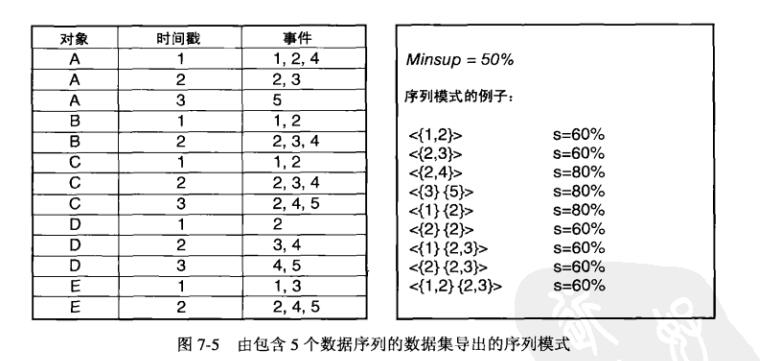 对象 时间戳 事件
A 1 1, 2, 4
A 2 2, 3
A 3 5
B 1 1, 2
B 2 2, 3, 4
C 1 1, 2
C 2 2, 3, 4
C 3 2, 4, 5
D 1 2
D 2 3, 4
D 3 4, 5
E 1 1, 3
E 2 2, 4, 5
Minsup = 50%
序列模式的例子：
<{1,2}> s=60%
<{2,3}> s=60%
<{2,4}> s=80%
<{3} {5}> s=80%
<{1} {2}> s=80%
<{2} {2}> s=60%
<{1} {2,3}> s=60%
<{2} {2,3}> s=60%
<{1,2} {2,3}> s=60%
图 7-5 由包含 5 个数据序列的数据集导出的序列模式